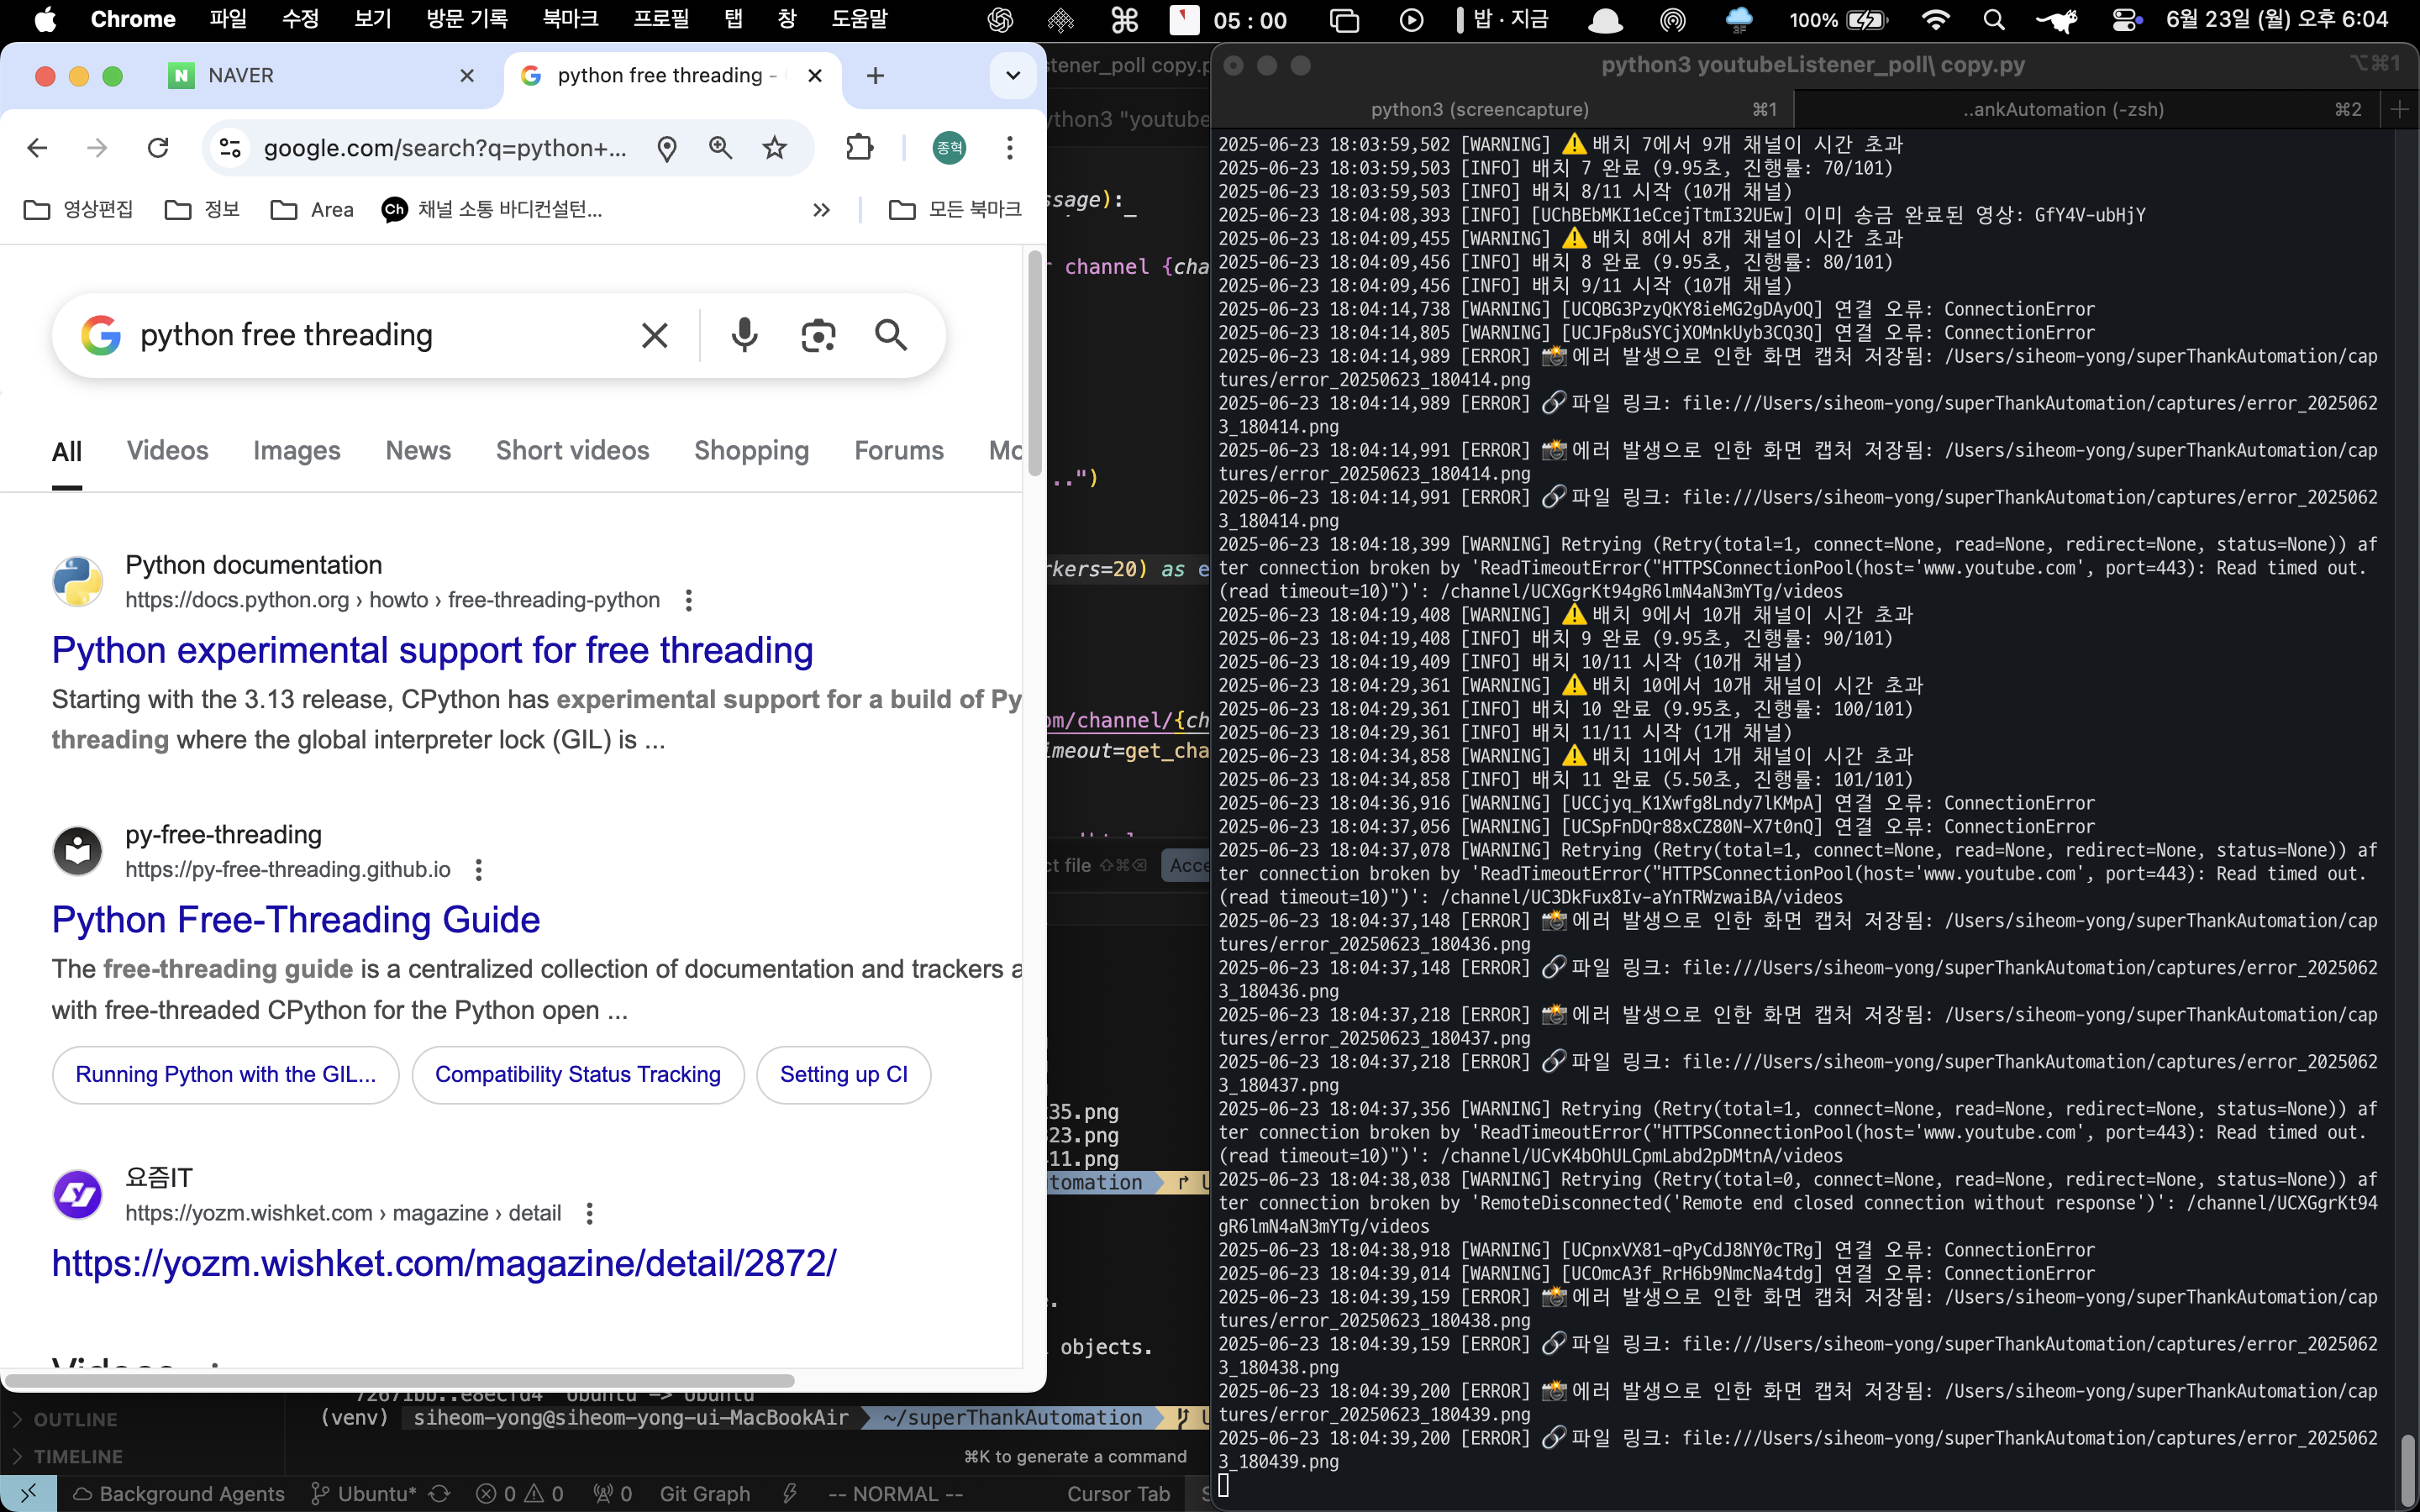 Chrome 파일 수정 보기 방문 기록 북마크 프로필 탭 창 도움말 05 : 00 밥 · 지금 100% 6월 23일 (월) 오후 6:04
NAVER
python free threading -
google.com/search?q=python+...
종혁
영상편집 정보 Area 채널 소통 바디컨설턴... » 모든 북마크
python free threading
All Videos Images News Short videos Shopping Forums
Python documentation
https://docs.python.org › howto › free-threading-python
Python experimental support for free threading
Starting with the 3.13 release, CPython has experimental support for a build of Py
threading where the global interpreter lock (GIL) is ...
py-free-threading
https://py-free-threading.github.io
Python Free-Threading Guide
The free-threading guide is a centralized collection of documentation and trackers a
with free-threaded CPython for the Python open ...
Running Python with the GIL... Compatibility Status Tracking Setting up CI
요즘IT
https://yozm.wishket.com › magazine › detail
https://yozm.wishket.com/magazine/detail/2872/
stener_poll copy.p
ython3 "youtube
ssage):_
r channel {cha
..")
rkers=20) as e
om/channel/{ch
imeout=get_cha
ct file
Acce
35.png
23.png
11.png
tomation
objects.
(venv) siheom-yong@siheom-yong-ui-MacBookAir ~/superThankAutomation
⌘K to generate a command
OUTLINE
TIMELINE
Background Agents Ubuntu* 0 0 0 Git Graph -- NORMAL -- Cursor Tab
python3 youtubeListener_poll\ copy.py ⌥⌘1
python3 (screencapture) ⌘1 ..ankAutomation (-zsh) ⌘2
2025-06-23 18:03:59,502 [WARNING] ⚠️ 배치 7에서 9개 채널이 시간 초과
2025-06-23 18:03:59,503 [INFO] 배치 7 완료 (9.95초, 진행률: 70/101)
2025-06-23 18:03:59,503 [INFO] 배치 8/11 시작 (10개 채널)
2025-06-23 18:04:08,393 [INFO] [UChBEbMKI1eCcejTtmI32UEw] 이미 송금 완료된 영상: GfY4V-ubHjY
2025-06-23 18:04:09,455 [WARNING] ⚠️ 배치 8에서 8개 채널이 시간 초과
2025-06-23 18:04:09,456 [INFO] 배치 8 완료 (9.95초, 진행률: 80/101)
2025-06-23 18:04:09,456 [INFO] 배치 9/11 시작 (10개 채널)
2025-06-23 18:04:14,738 [WARNING] [UCQBG3PzyQKY8ieMG2gDAyOQ] 연결 오류: ConnectionError
2025-06-23 18:04:14,805 [WARNING] [UCJFp8uSYCjXOMnkUyb3CQ3Q] 연결 오류: ConnectionError
2025-06-23 18:04:14,989 [ERROR] 📸 에러 발생으로 인한 화면 캡처 저장됨: /Users/siheom-yong/superThankAutomation/cap
tures/error_20250623_180414.png
2025-06-23 18:04:14,989 [ERROR] 🔗 파일 링크: file:///Users/siheom-yong/superThankAutomation/captures/error_2025062
3_180414.png
2025-06-23 18:04:14,991 [ERROR] 📸 에러 발생으로 인한 화면 캡처 저장됨: /Users/siheom-yong/superThankAutomation/cap
tures/error_20250623_180414.png
2025-06-23 18:04:14,991 [ERROR] 🔗 파일 링크: file:///Users/siheom-yong/superThankAutomation/captures/error_2025062
3_180414.png
2025-06-23 18:04:18,399 [WARNING] Retrying (Retry(total=1, connect=None, read=None, redirect=None, status=None)) af
ter connection broken by 'ReadTimeoutError("HTTPSConnectionPool(host='www.youtube.com', port=443): Read timed out.
(read timeout=10)")': /channel/UCXGgrKt94gR6lmN4aN3mYTg/videos
2025-06-23 18:04:19,408 [WARNING] ⚠️ 배치 9에서 10개 채널이 시간 초과
2025-06-23 18:04:19,408 [INFO] 배치 9 완료 (9.95초, 진행률: 90/101)
2025-06-23 18:04:19,409 [INFO] 배치 10/11 시작 (10개 채널)
2025-06-23 18:04:29,361 [WARNING] ⚠️ 배치 10에서 10개 채널이 시간 초과
2025-06-23 18:04:29,361 [INFO] 배치 10 완료 (9.95초, 진행률: 100/101)
2025-06-23 18:04:29,361 [INFO] 배치 11/11 시작 (1개 채널)
2025-06-23 18:04:34,858 [WARNING] ⚠️ 배치 11에서 1개 채널이 시간 초과
2025-06-23 18:04:34,858 [INFO] 배치 11 완료 (5.50초, 진행률: 101/101)
2025-06-23 18:04:36,916 [WARNING] [UCCjyq_K1Xwfg8Lndy7lKMpA] 연결 오류: ConnectionError
2025-06-23 18:04:37,056 [WARNING] [UCSpFnDQr88xCZ80N-X7t0nQ] 연결 오류: ConnectionError
2025-06-23 18:04:37,078 [WARNING] Retrying (Retry(total=1, connect=None, read=None, redirect=None, status=None)) af
ter connection broken by 'ReadTimeoutError("HTTPSConnectionPool(host='www.youtube.com', port=443): Read timed out.
(read timeout=10)")': /channel/UC3DkFux8Iv-aYnTRWzwaiBA/videos
2025-06-23 18:04:37,148 [ERROR] 📸 에러 발생으로 인한 화면 캡처 저장됨: /Users/siheom-yong/superThankAutomation/cap
tures/error_20250623_180436.png
2025-06-23 18:04:37,148 [ERROR] 🔗 파일 링크: file:///Users/siheom-yong/superThankAutomation/captures/error_2025062
3_180436.png
2025-06-23 18:04:37,218 [ERROR] 📸 에러 발생으로 인한 화면 캡처 저장됨: /Users/siheom-yong/superThankAutomation/cap
tures/error_20250623_180437.png
2025-06-23 18:04:37,218 [ERROR] 🔗 파일 링크: file:///Users/siheom-yong/superThankAutomation/captures/error_2025062
3_180437.png
2025-06-23 18:04:37,356 [WARNING] Retrying (Retry(total=1, connect=None, read=None, redirect=None, status=None)) af
ter connection broken by 'ReadTimeoutError("HTTPSConnectionPool(host='www.youtube.com', port=443): Read timed out.
(read timeout=10)")': /channel/UCvK4bOhULCpmLabd2pDMtnA/videos
2025-06-23 18:04:38,038 [WARNING] Retrying (Retry(total=0, connect=None, read=None, redirect=None, status=None)) af
ter connection broken by 'RemoteDisconnected('Remote end closed connection without response')': /channel/UCXGgrKt94
gR6lmN4aN3mYTg/videos
2025-06-23 18:04:38,918 [WARNING] [UCpnxVX81-qPyCdJ8NY0cTRg] 연결 오류: ConnectionError
2025-06-23 18:04:39,014 [WARNING] [UCOmcA3f_RrH6b9NmcNa4tdg] 연결 오류: ConnectionError
2025-06-23 18:04:39,159 [ERROR] 📸 에러 발생으로 인한 화면 캡처 저장됨: /Users/siheom-yong/superThankAutomation/cap
tures/error_20250623_180438.png
2025-06-23 18:04:39,159 [ERROR] 🔗 파일 링크: file:///Users/siheom-yong/superThankAutomation/captures/error_2025062
3_180438.png
2025-06-23 18:04:39,200 [ERROR] 📸 에러 발생으로 인한 화면 캡처 저장됨: /Users/siheom-yong/superThankAutomation/cap
tures/error_20250623_180439.png
2025-06-23 18:04:39,200 [ERROR] 🔗 파일 링크: file:///Users/siheom-yong/superThankAutomation/captures/error_2025062
3_180439.png